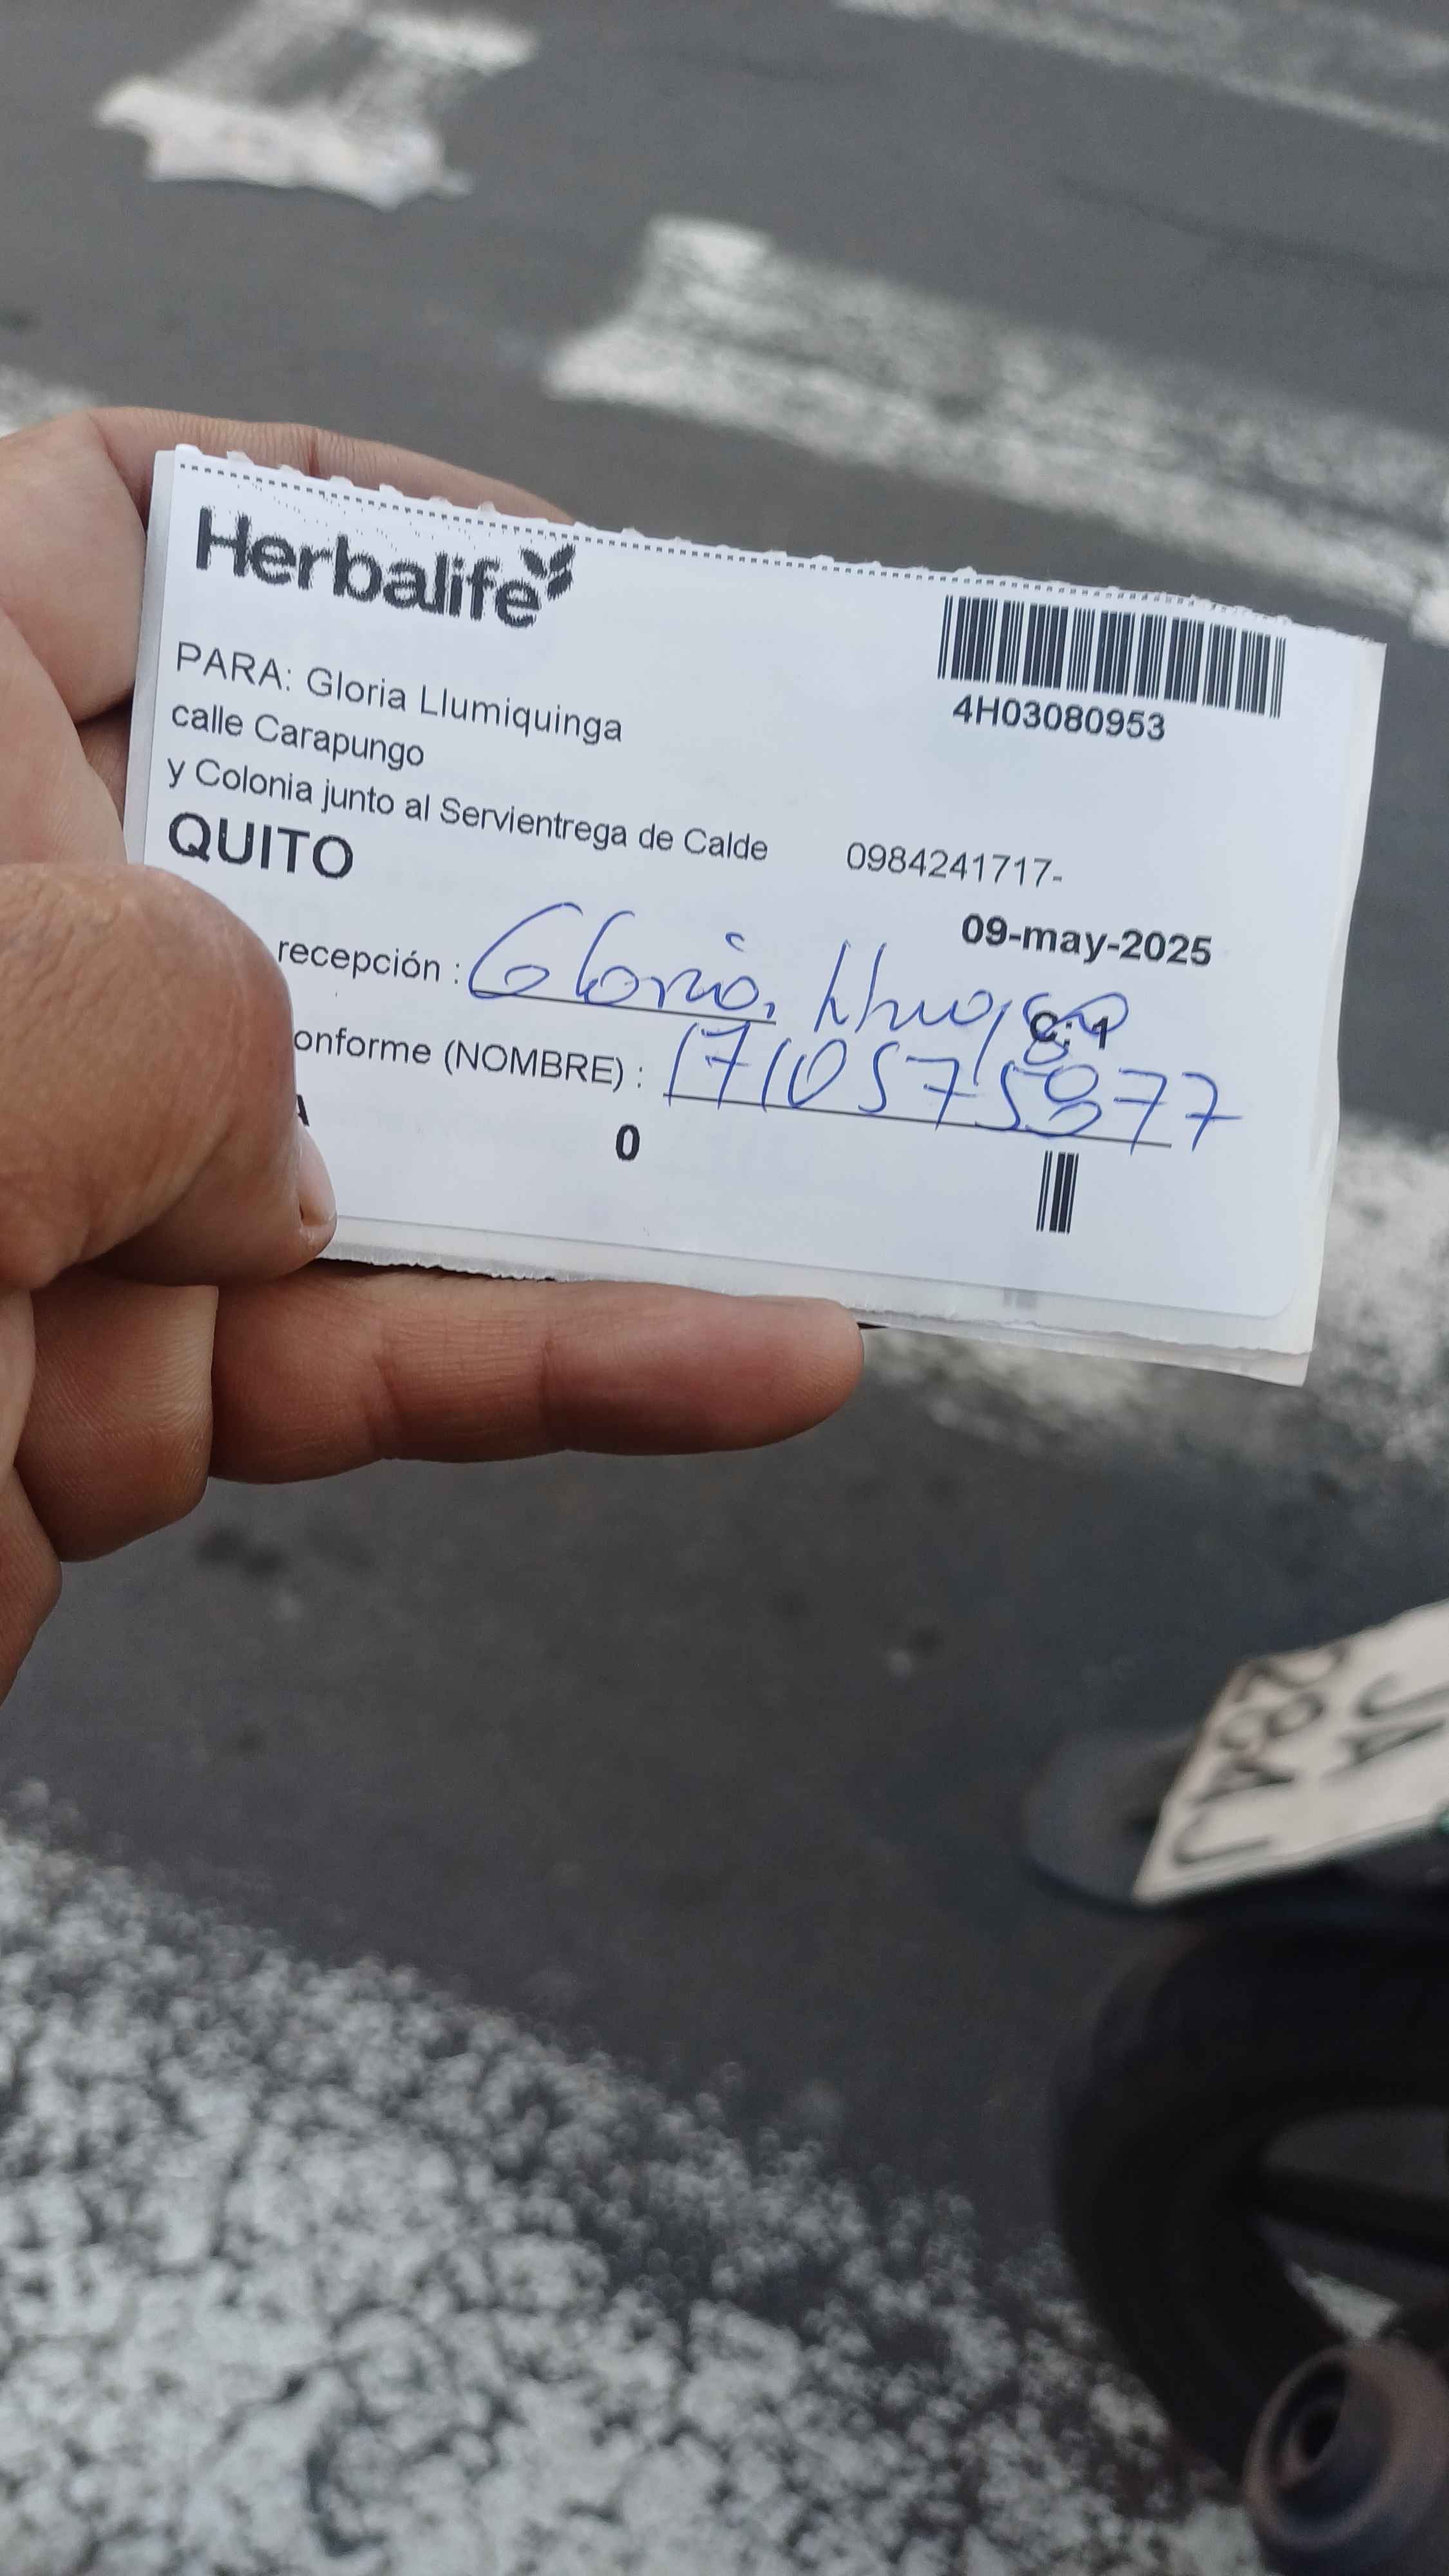 Herbalife
4H03080953
PARA: Gloria Llumiquinga
calle Carapungo
y Colonia junto al Servientrega de Calde 0984241717-
QUITO
09-may-2025
recepción : Gloria.
C: 1
onforme (NOMBRE) :
0